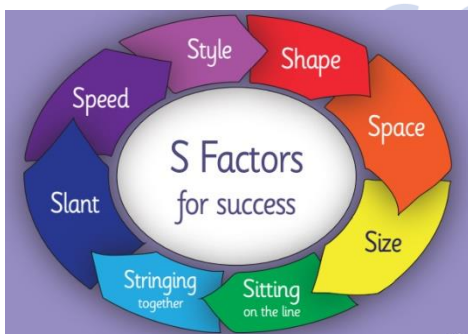 S Factors
for success
Style
Shape
Space
Size
Sitting
on the line
Stringing
together
Slant
Speed